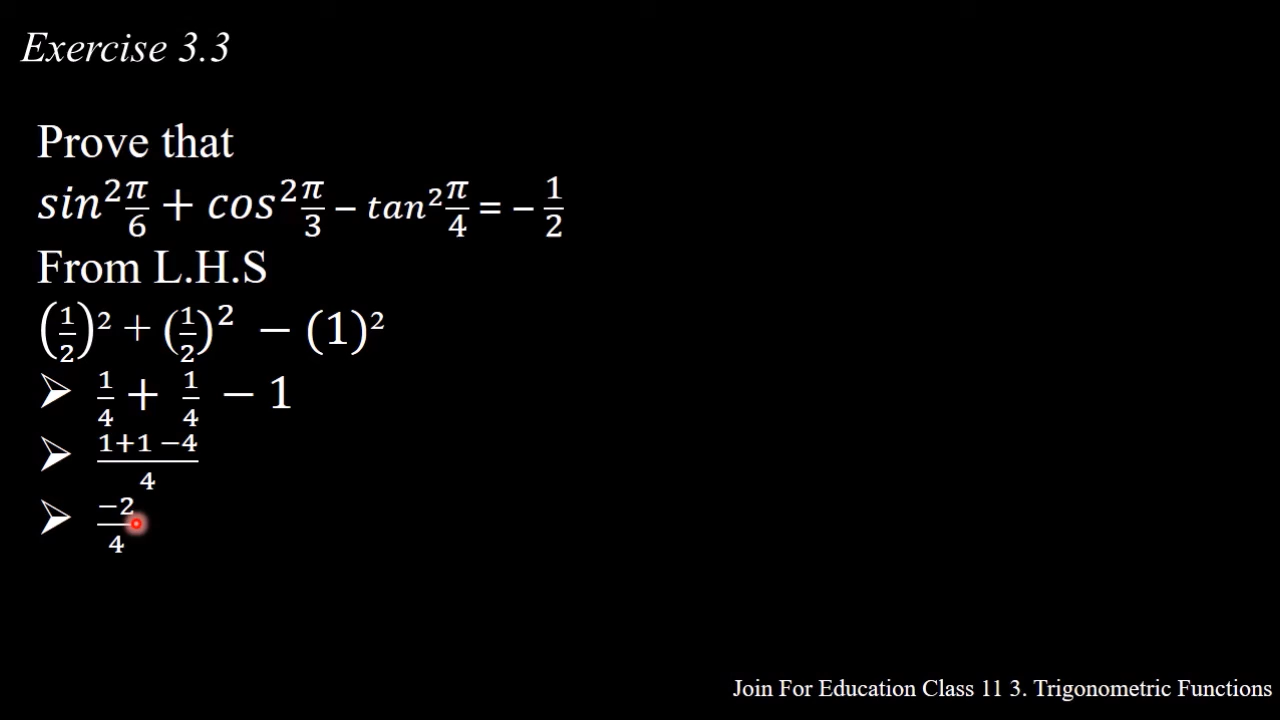 Exercise 3.3
Prove that
sin²π/6 + cos²π/3 – tan²π/4 = – 1/2
From L.H.S
(1/2)² + (1/2)² − (1)²
➢ 1/4 + 1/4 − 1
➢ (1+1 −4)/4
➢ −2/4
Join For Education Class 11 3. Trigonometric Functions